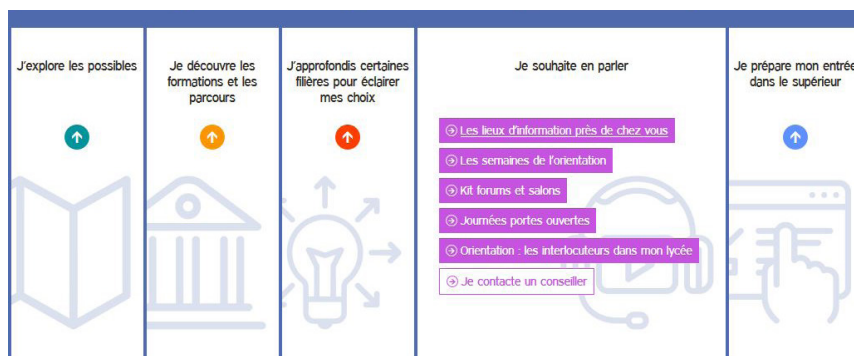 J'explore les possibles
Je découvre les
formations et les
parcours
J'approfondis certaines
filières pour éclairer
mes choix
Je souhaite en parler
Les lieux d'information près de chez vous
Les semaines de l'orientation
Kit forums et salons
Journées portes ouvertes
Orientation : les interlocuteurs dans mon lycée
Je contacte un conseiller
Je prépare mon entrée
dans le supérieur